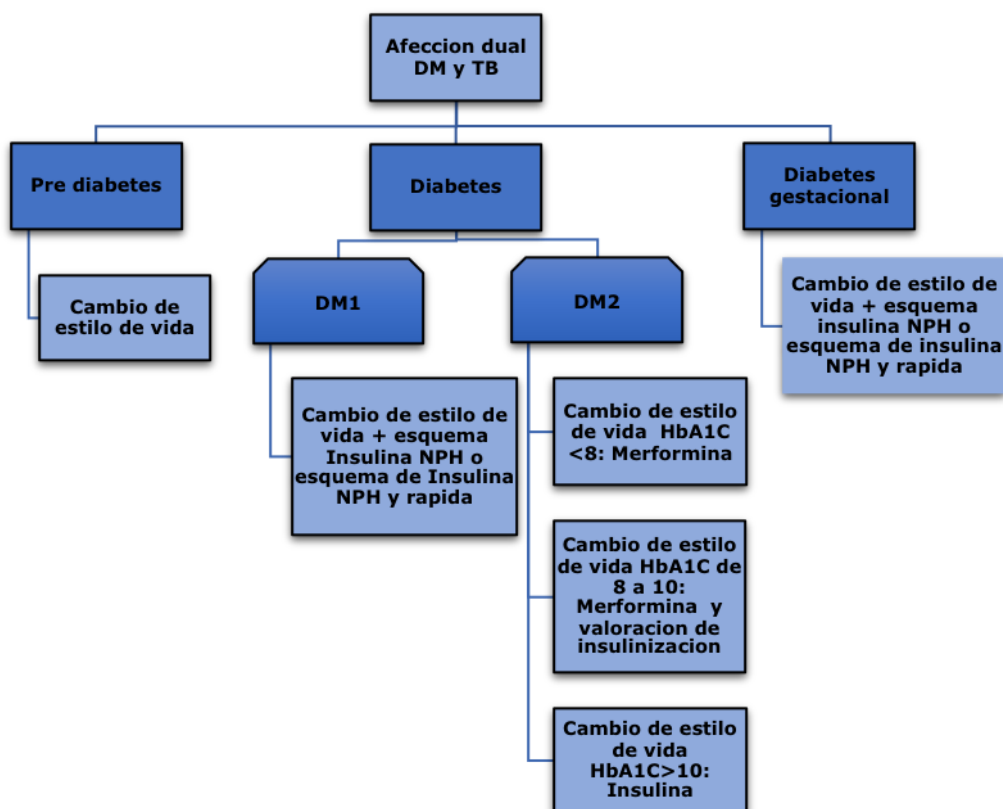 Afeccion dual
DM y TB
Pre diabetes
Diabetes
Diabetes
gestacional
Cambio de
estilo de vida
DM1
DM2
Cambio de estilo de
vida + esquema
insulina NPH o
esquema de insulina
NPH y rapida
Cambio de estilo de
vida + esquema
Insulina NPH o
esquema de Insulina
NPH y rapida
Cambio de estilo
de vida HbA1C
<8: Merformina
Cambio de estilo
de vida HbA1C de
8 a 10:
Merformina y
valoracion de
insulinizacion
Cambio de estilo
de vida
HbA1C>10:
Insulina